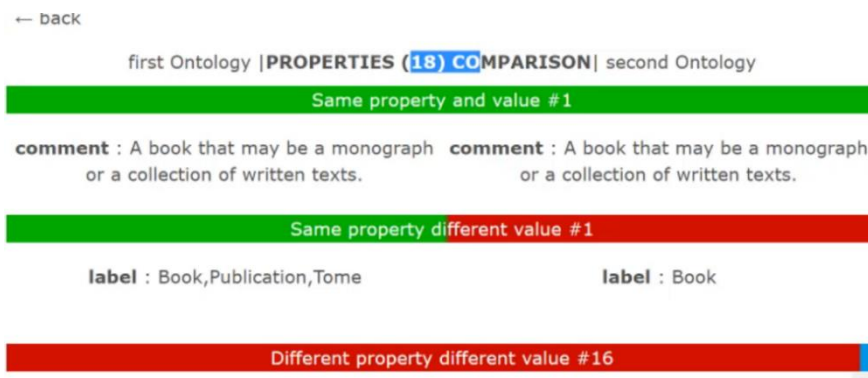 ← back
first Ontology |PROPERTIES (18) COMPARISON| second Ontology
Same property and value #1
comment : A book that may be a monograph or a collection of written texts.
comment : A book that may be a monograph or a collection of written texts.
Same property different value #1
label : Book,Publication,Tome
label : Book
Different property different value #16